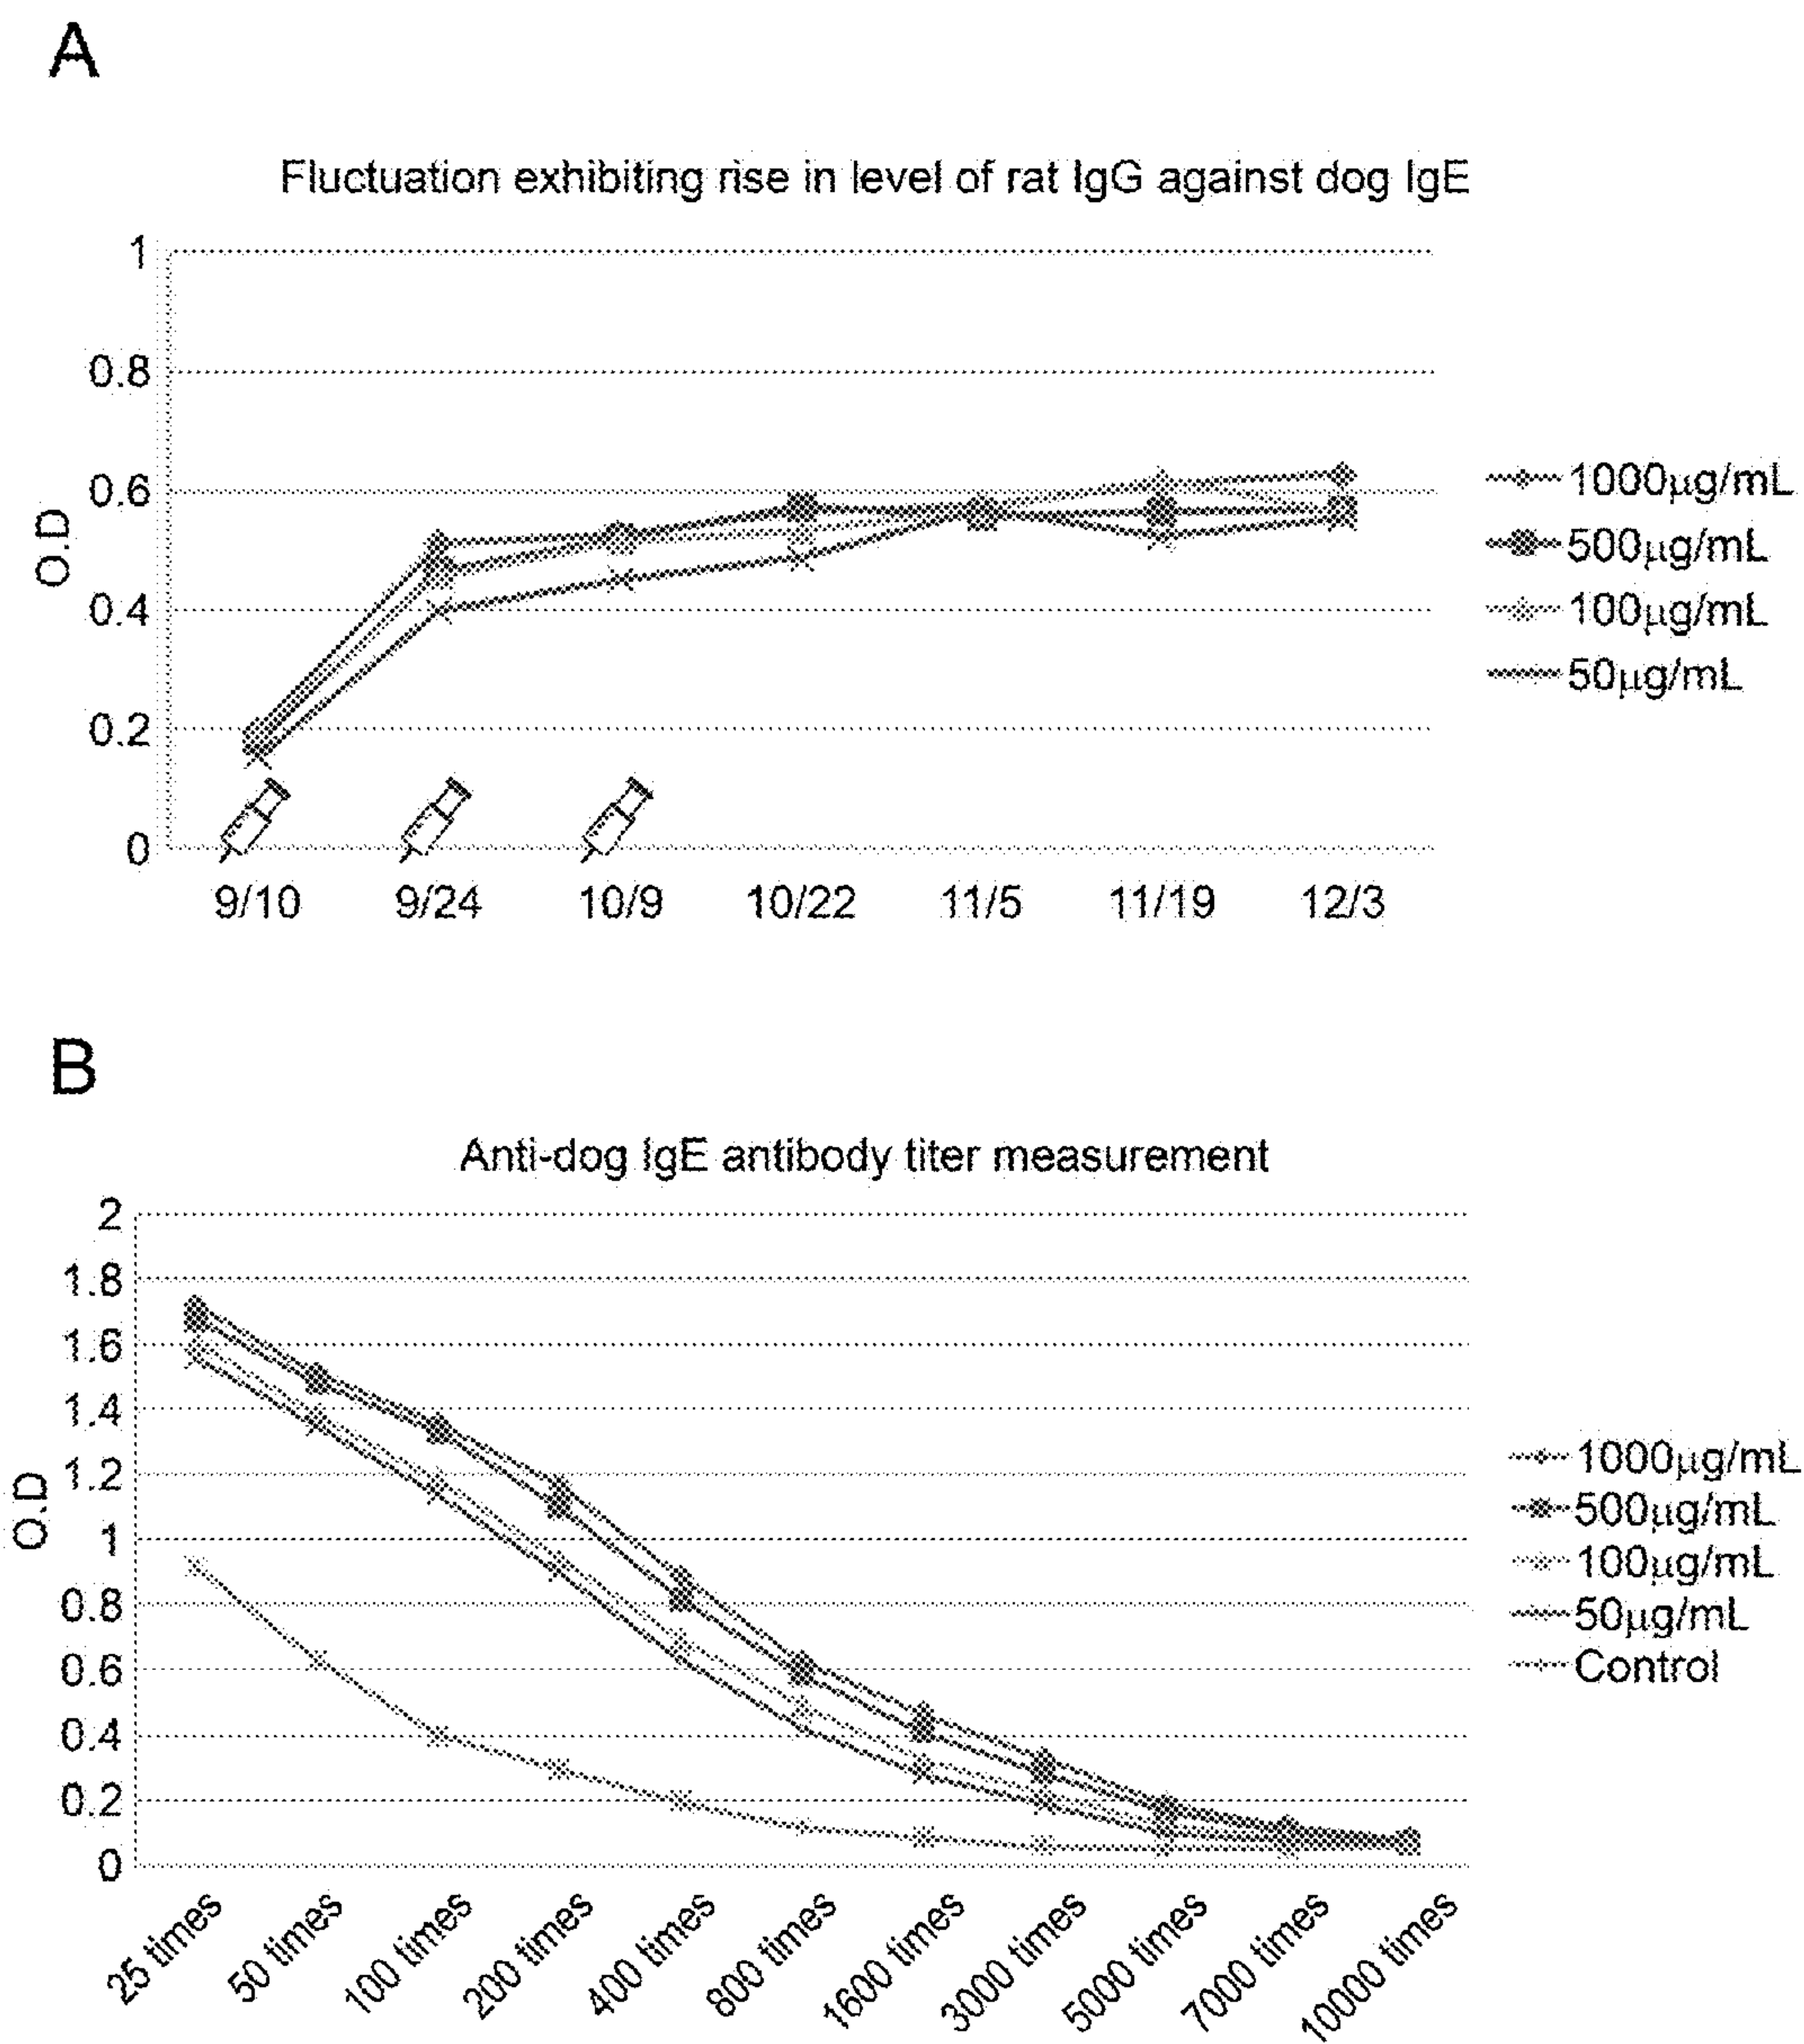 A
Fluctuation exhibiting rise in level of rat IgG against dog IgE
1
0.8
0.6
0.4
0.2
0
O.D
9/10 9/24 10/9 10/22 11/5 11/19 12/3
1000μg/mL
500μg/mL
100μg/mL
50μg/mL
B
Anti-dog IgE antibody titer measurement
2
1.8
1.6
1.4
1.2
1
0.8
0.6
0.4
0.2
0
O.D
25 times 50 times 100 times 200 times 400 times 800 times 1600 times 3000 times 5000 times 7000 times 10000 times
1000μg/mL
500μg/mL
100μg/mL
50μg/mL
Control